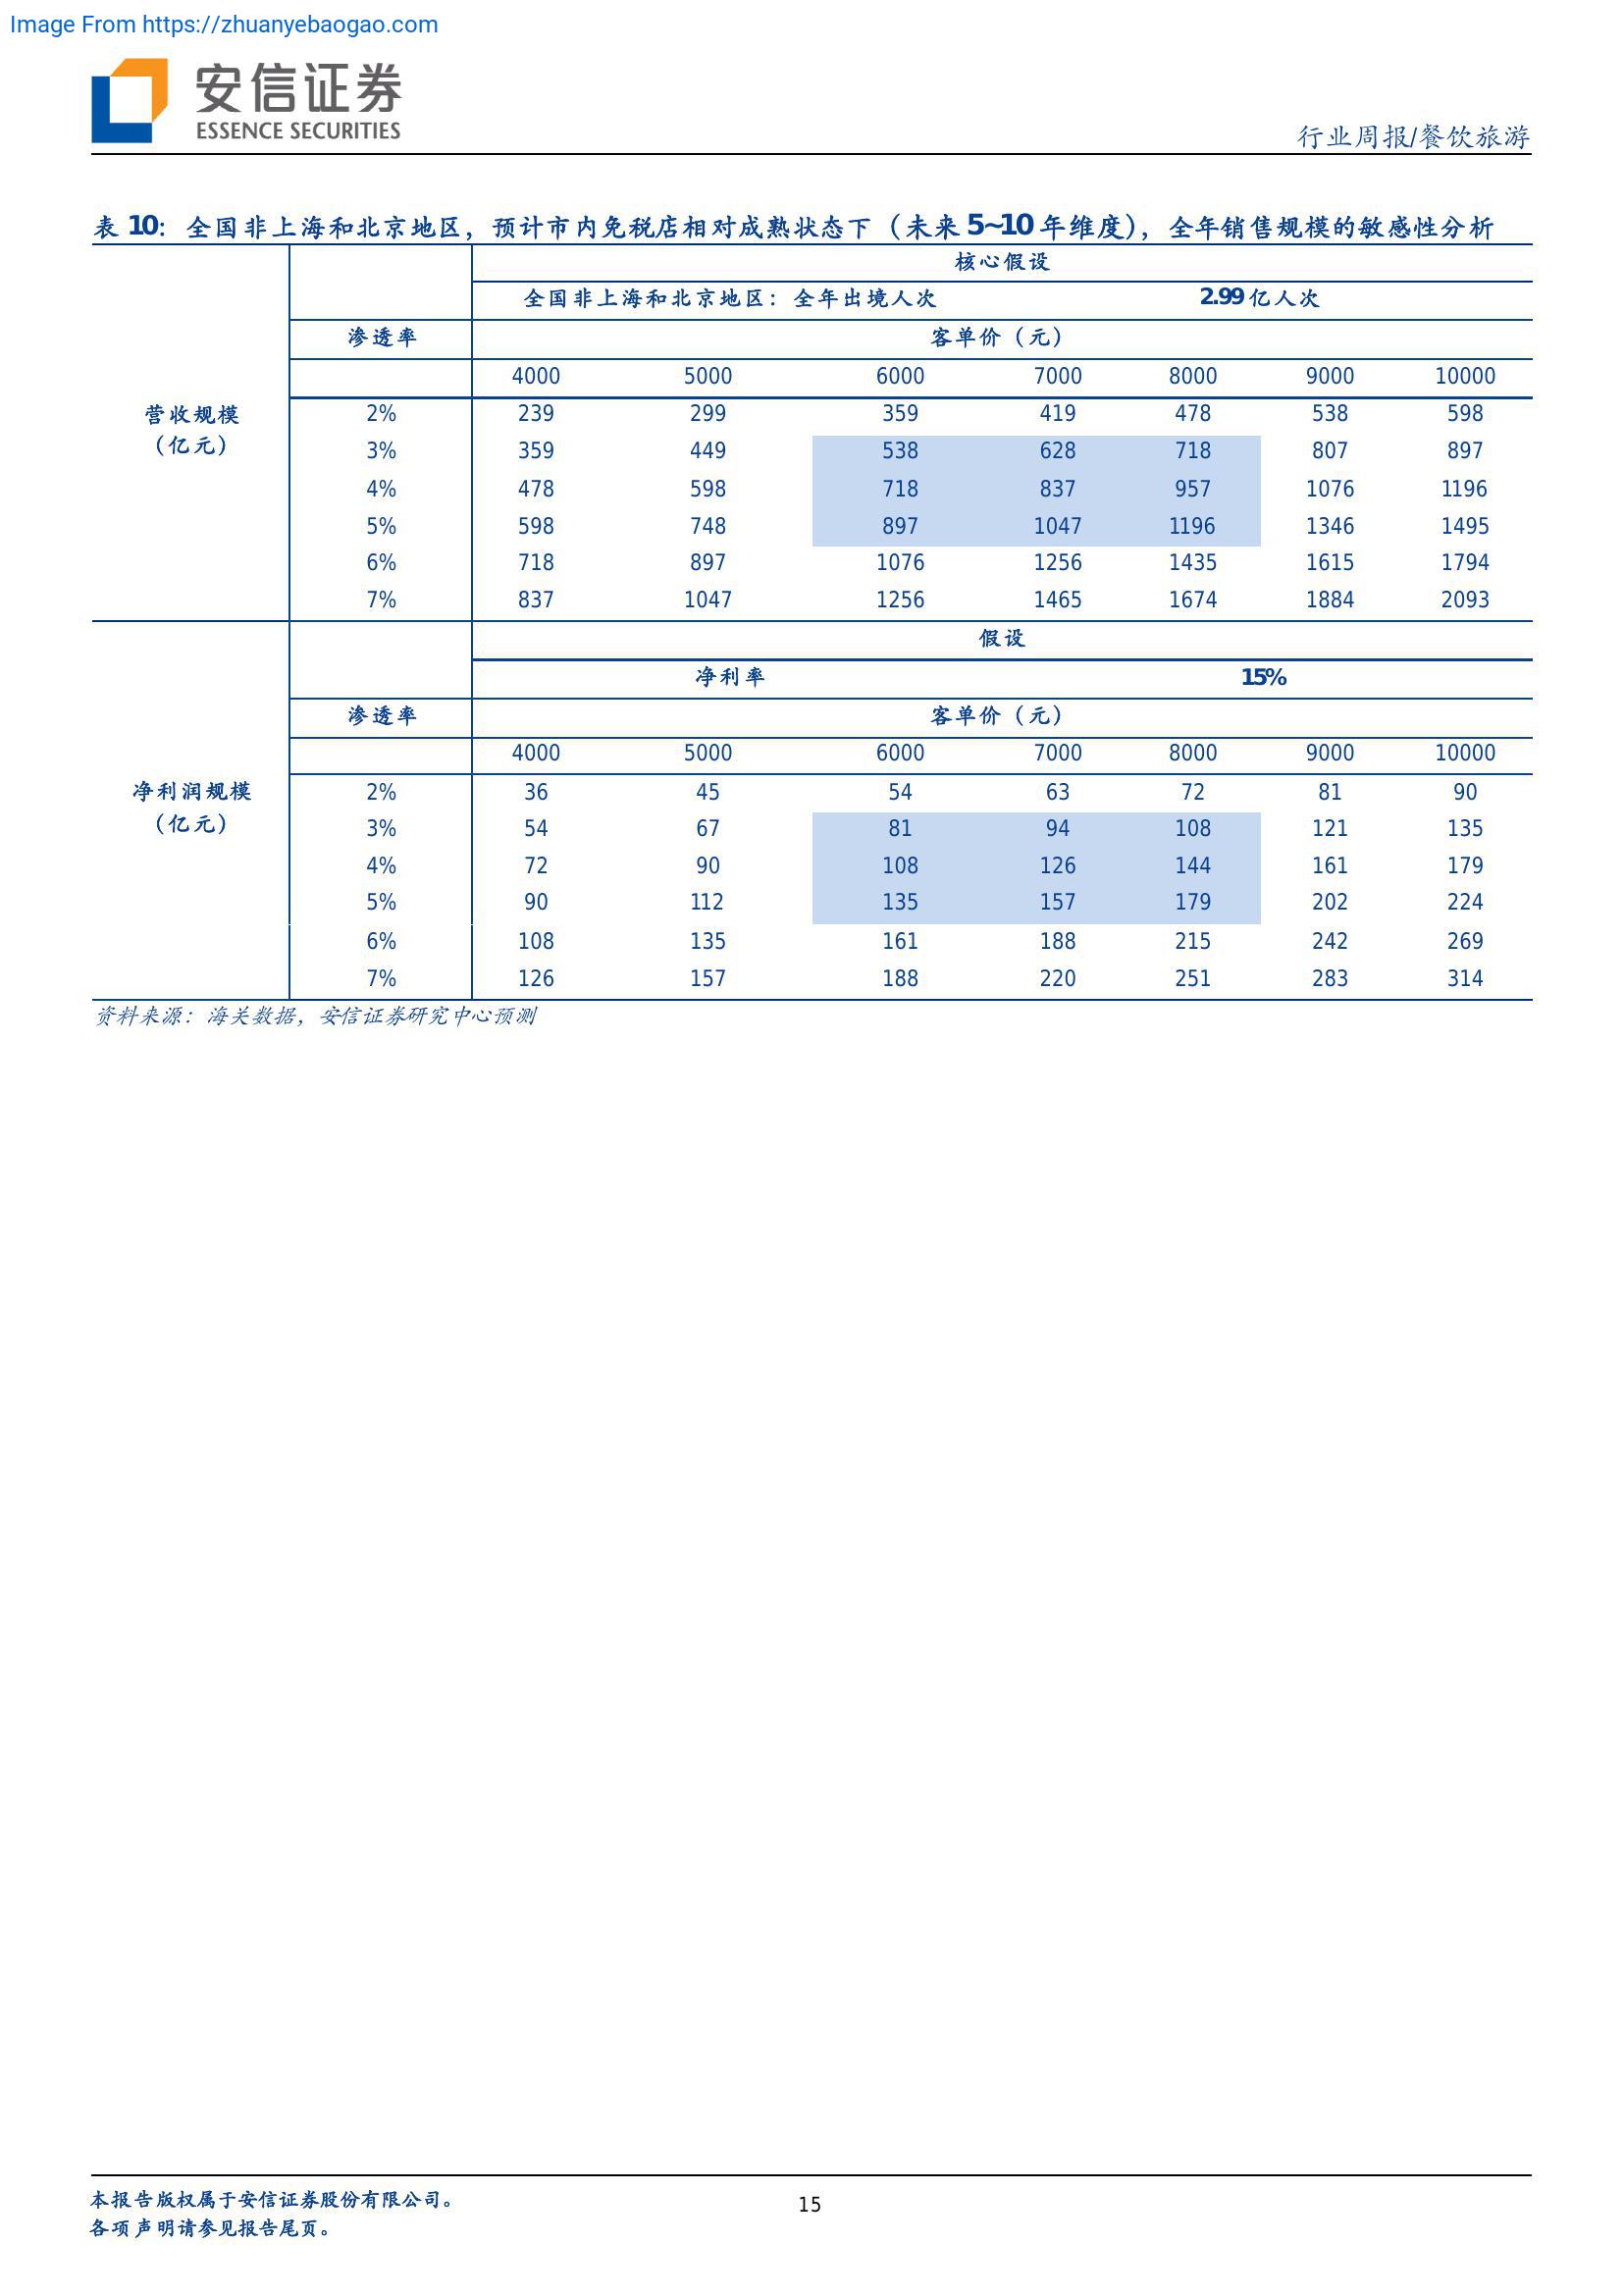 Image From https://zhuanyebaogao.com
安信证券
ESSENCE SECURITIES
行业周报/餐饮旅游
表 10：全国非上海和北京地区，预计市内免税店相对成熟状态下（未来 5~10 年维度），全年销售规模的敏感性分析
核心假设
全国非上海和北京地区：全年出境人次 2.99 亿人次
渗透率 客单价（元）
4000 5000 6000 7000 8000 9000 10000
营收规模
（亿元）
2% 239 299 359 419 478 538 598
3% 359 449 538 628 718 807 897
4% 478 598 718 837 957 1076 1196
5% 598 748 897 1047 1196 1346 1495
6% 718 897 1076 1256 1435 1615 1794
7% 837 1047 1256 1465 1674 1884 2093
假设
净利率 15%
渗透率 客单价（元）
4000 5000 6000 7000 8000 9000 10000
净利润规模
（亿元）
2% 36 45 54 63 72 81 90
3% 54 67 81 94 108 121 135
4% 72 90 108 126 144 161 179
5% 90 112 135 157 179 202 224
6% 108 135 161 188 215 242 269
7% 126 157 188 220 251 283 314
资料来源：海关数据，安信证券研究中心预测
本报告版权属于安信证券股份有限公司。
各项声明请参见报告尾页。
15